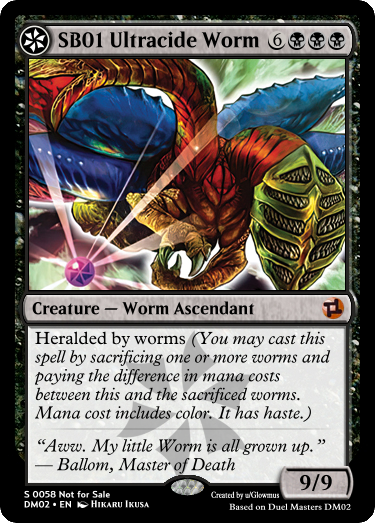 SB01 Ultracide Worm 6
Creature — Worm Ascendant
Heralded by worms (You may cast this
spell by sacrificing one or more worms and
paying the difference in mana costs
between this and the sacrificed worms.
Mana cost includes color. It has haste.)
“Aww. My little Worm is all grown up.”
— Ballom, Master of Death
9/9
S 0058 Not for Sale
DM02 • EN Hikaru Ikusa
Created by u/Glowmus
Based on Duel Masters DM02